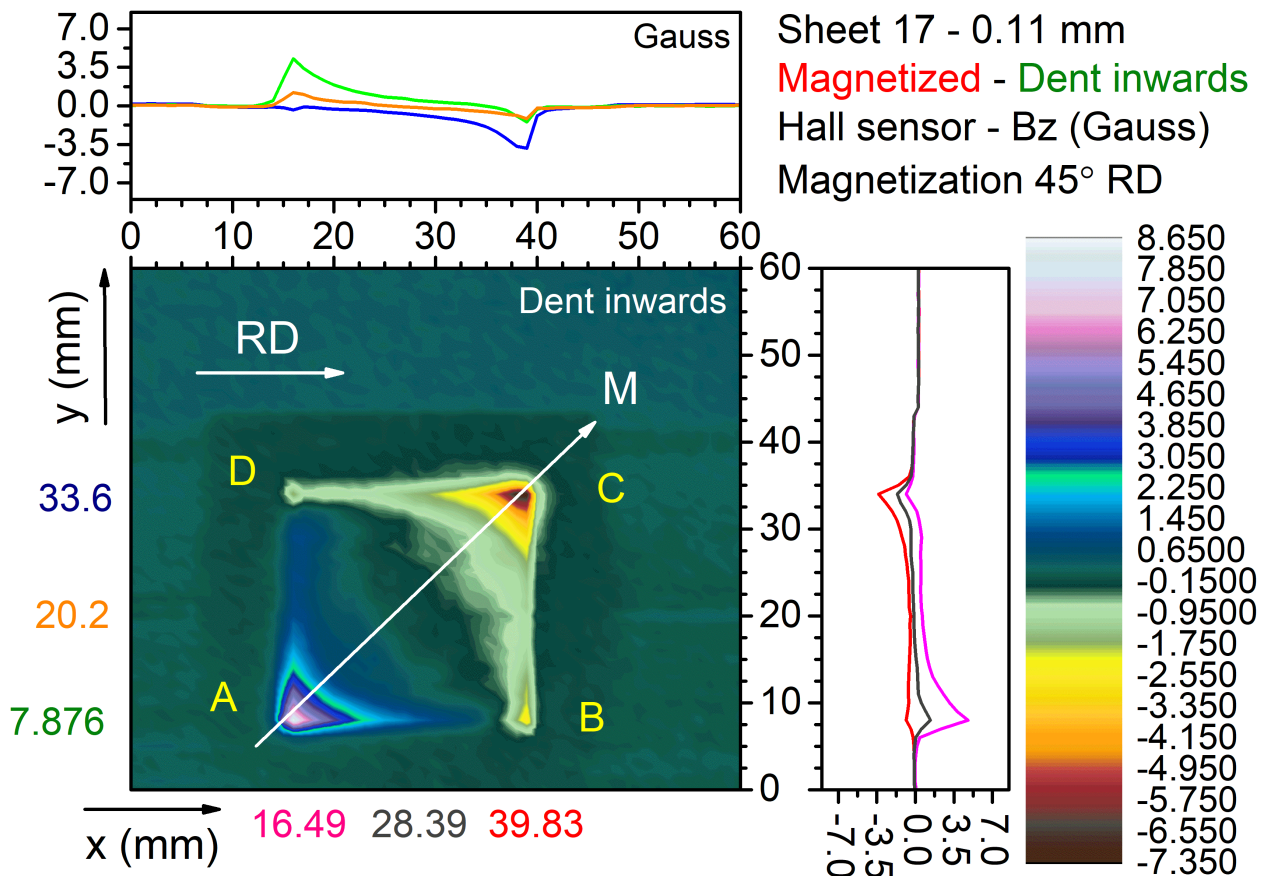 7.0
3.5
0.0
-3.5
-7.0
Gauss
0 10 20 30 40 50 60
Sheet 17 - 0.11 mm
Magnetized - Dent inwards
Hall sensor - Bz (Gauss)
Magnetization 45° RD
y (mm)
33.6
20.2
7.876
Dent inwards
RD
M
D
C
A
B
60
50
40
30
20
10
0
x (mm)
16.49 28.39 39.83
-7.0 -3.5 0.0 3.5 7.0
8.650
7.850
7.050
6.250
5.450
4.650
3.850
3.050
2.250
1.450
0.6500
-0.1500
-0.9500
-1.750
-2.550
-3.350
-4.150
-4.950
-5.750
-6.550
-7.350